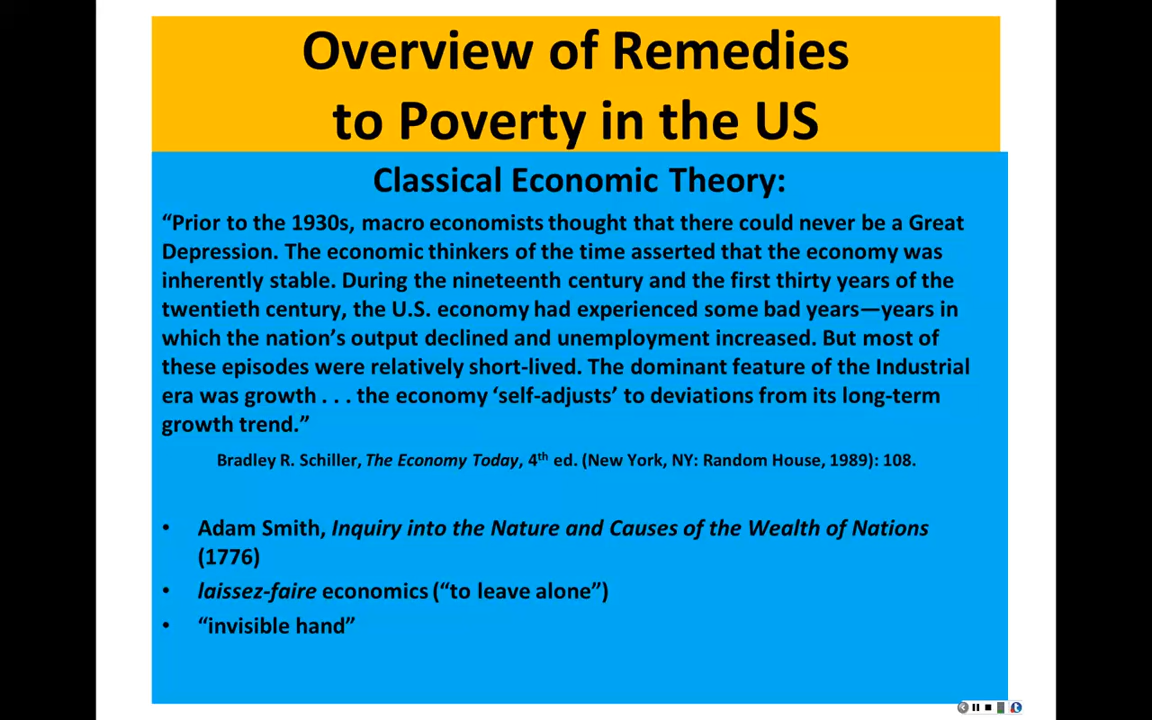 Overview of Remedies
to Poverty in the US
Classical Economic Theory:
“Prior to the 1930s, macro economists thought that there could never be a Great
Depression. The economic thinkers of the time asserted that the economy was
inherently stable. During the nineteenth century and the first thirty years of the
twentieth century, the U.S. economy had experienced some bad years—years in
which the nation’s output declined and unemployment increased. But most of
these episodes were relatively short-lived. The dominant feature of the Industrial
era was growth . . . the economy ‘self-adjusts’ to deviations from its long-term
growth trend.”
Bradley R. Schiller, The Economy Today, 4th ed. (New York, NY: Random House, 1989): 108.
• Adam Smith, Inquiry into the Nature and Causes of the Wealth of Nations
(1776)
• laissez-faire economics (“to leave alone”)
• “invisible hand”